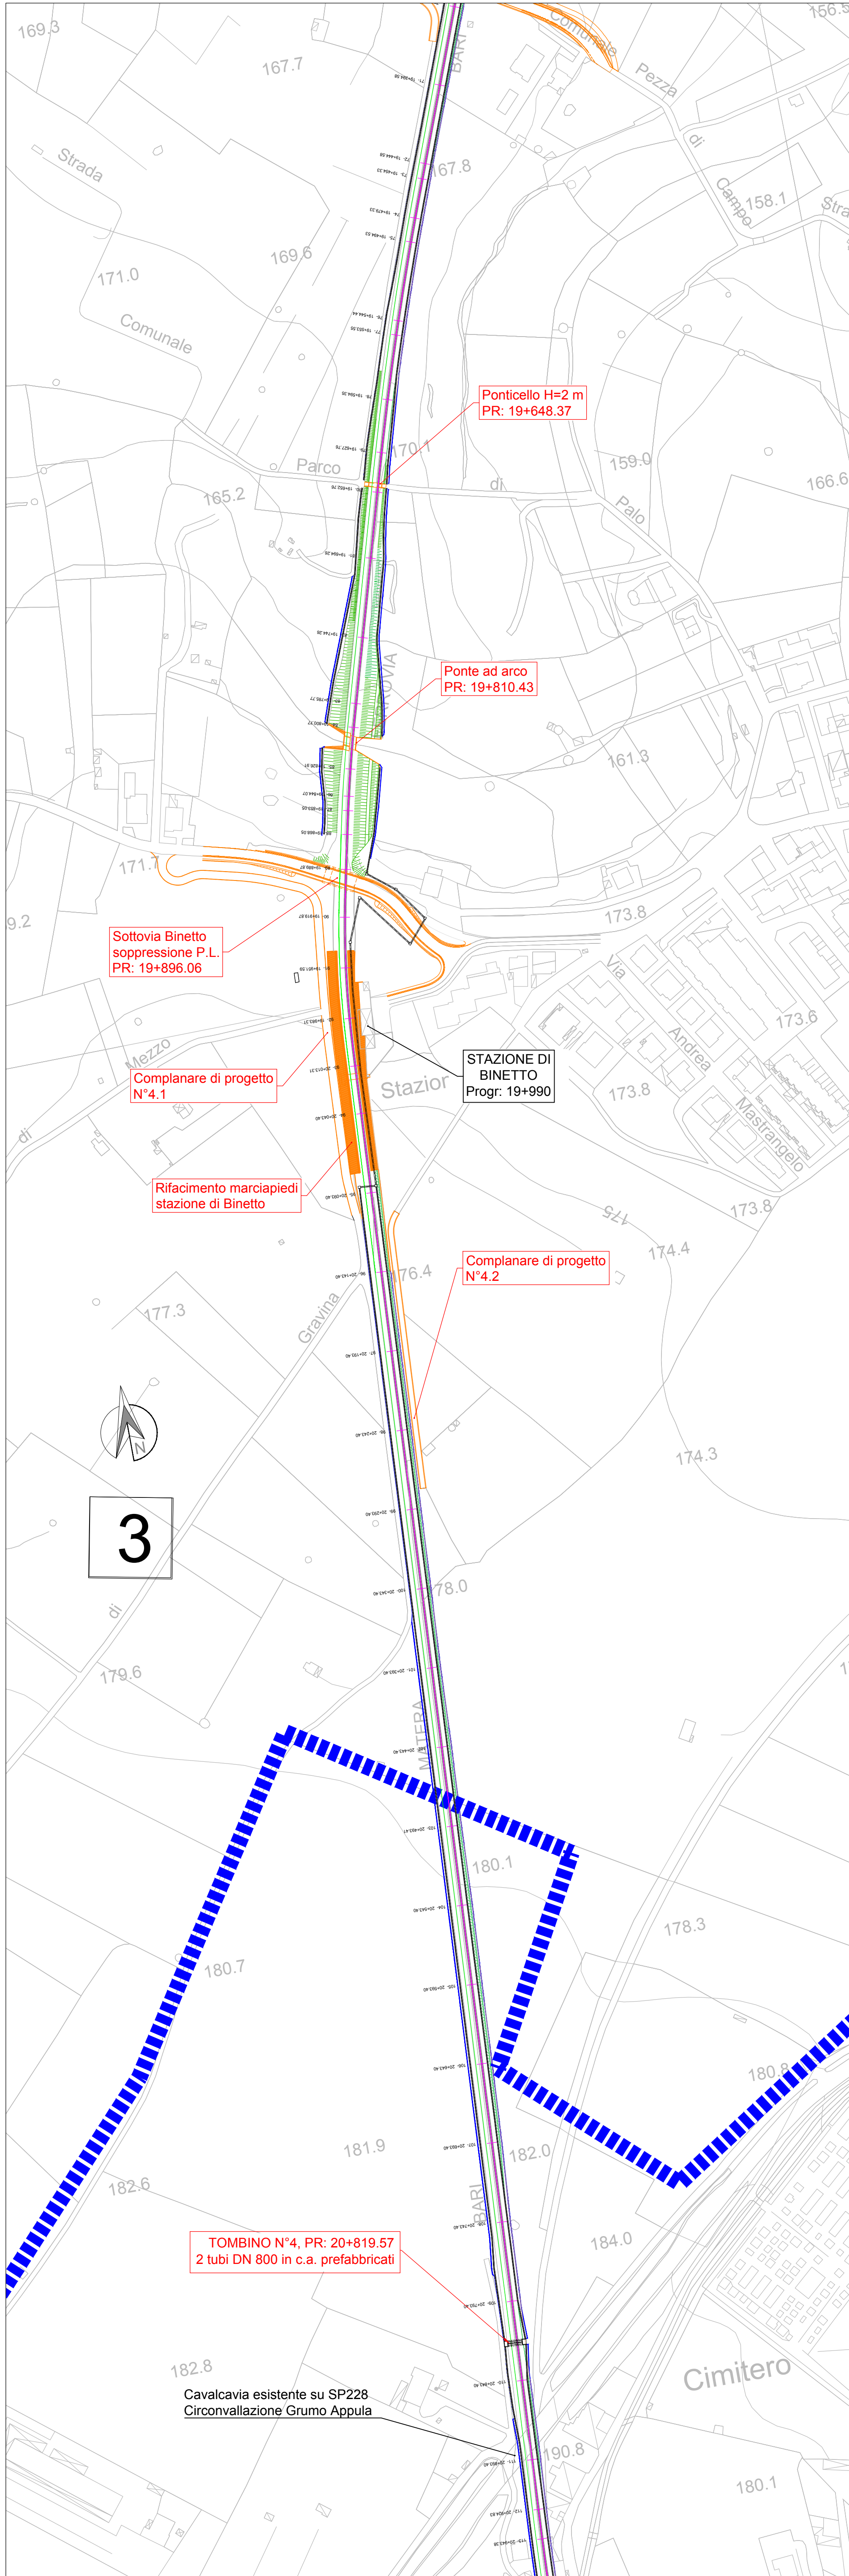 169.3
167.7
BARI
Comunale
156.5
Pezza
di
Campo
158.1
Strada
167.8
171.0
169.6
Comunale
Ponticello H=2 m
PR: 19+648.37
170.1
Parco
di
159.0
Palo
166.6
165.2
Ponte ad arco
PR: 19+810.43
161.3
171.7
173.8
Sottovia Binetto
soppressione P.L.
PR: 19+896.06
Via
Andrea
Mastrangelo
173.6
di
Mezzo
STAZIONE DI
BINETTO
Progr: 19+990
Complanare di progetto
N°4.1
Stazior
173.8
Rifacimento marciapiedi
stazione di Binetto
173.8
175
174.4
Complanare di progetto
N°4.2
176.4
177.3
Gravina
N
174.3
3
78.0
di
179.6
MATERA
180.1
178.3
180.7
180.8
181.9
182.0
182.6
BARI
184.0
TOMBINO N°4, PR: 20+819.57
2 tubi DN 800 in c.a. prefabbricati
182.8
Cimitero
Cavalcavia esistente su SP228
Circonvallazione Grumo Appula
190.8
180.1